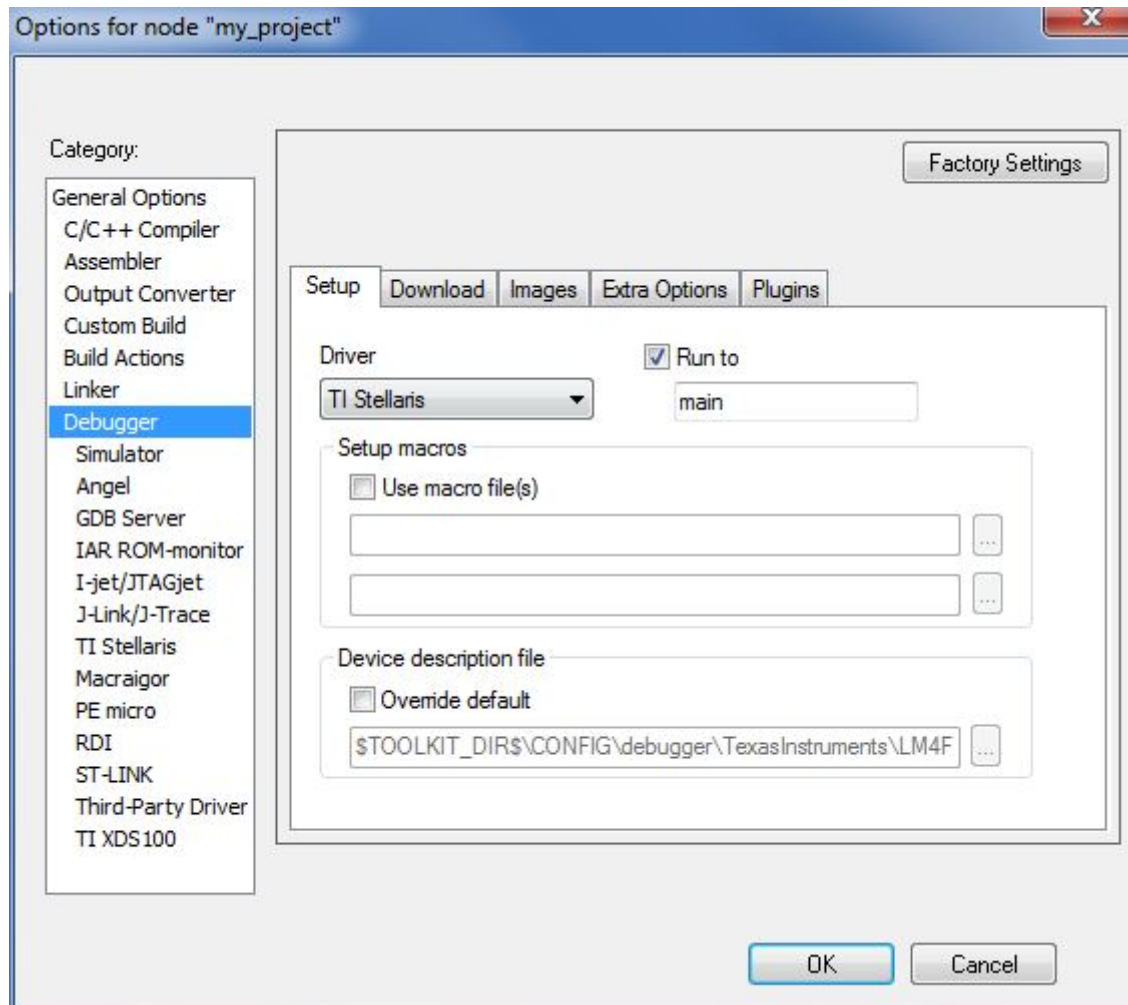 Options for node "my_project"
x
Category:
General Options
C/C++ Compiler
Assembler
Output Converter
Custom Build
Build Actions
Linker
Debugger
Simulator
Angel
GDB Server
IAR ROM-monitor
I-jet/JTAGjet
J-Link/J-Trace
TI Stellaris
Macraigor
PE micro
RDI
ST-LINK
Third-Party Driver
TI XDS100
Factory Settings
Setup Download Images Extra Options Plugins
Driver
TI Stellaris
Run to
main
Setup macros
Use macro file(s)
...
...
Device description file
Override default
$TOOLKIT_DIR$\CONFIG\debugger\TexasInstruments\LM4F
...
OK Cancel